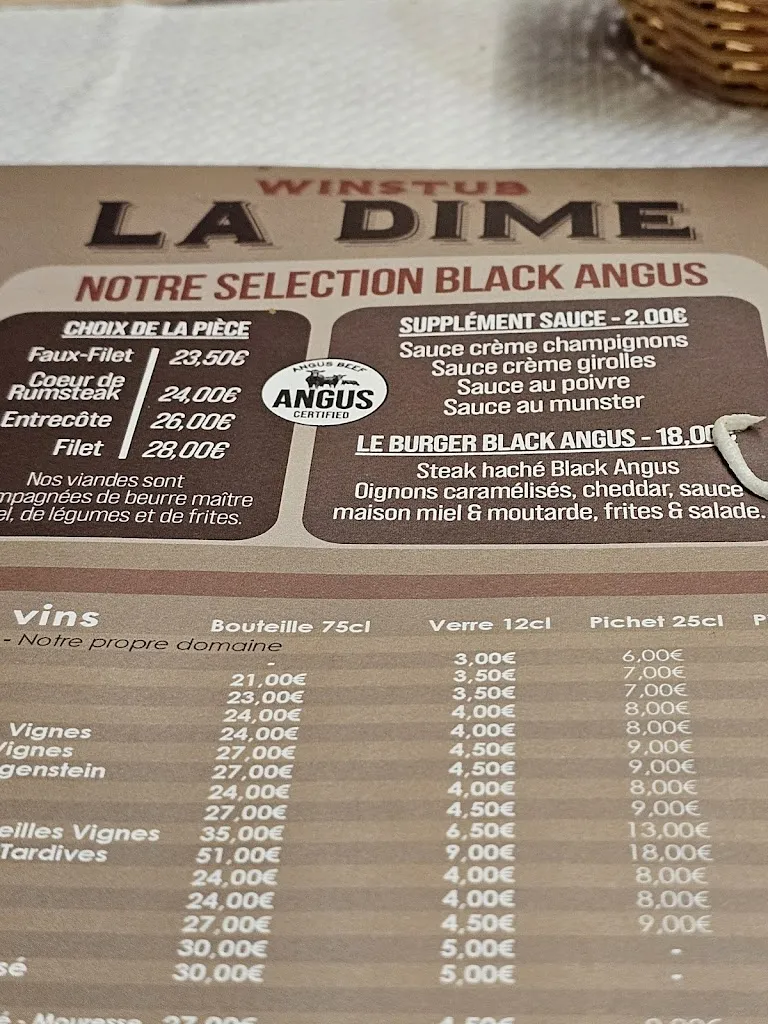 WINSTUB
LA DIME
NOTRE SELECTION BLACK ANGUS
CHOIX DE LA PIÈCE
Faux-Filet 23,50€
Coeur de
Rumsteak 24,00€
Entrecôte 26,00€
Filet 28,00€
Nos viandes sont
mpagnées de beurre maître
el, de légumes et de frites.
ANGUS BEEF
ANGUS
CERTIFIED
SUPPLÉMENT SAUCE - 2,00€
Sauce crème champignons
Sauce crème girolles
Sauce au poivre
Sauce au munster
LE BURGER BLACK ANGUS - 18,00
Steak haché Black Angus
Oignons caramélisés, cheddar, sauce
maison miel & moutarde, frites & salade.
vins Bouteille 75cl Verre 12cl Pichet 25cl P
- Notre propre domaine
- 3,00€ 6,00€
21,00€ 3,50€ 7,00€
23,00€ 3,50€ 7,00€
24,00€ 4,00€ 8,00€
Vignes 24,00€ 4,00€ 8,00€
Vignes 27,00€ 4,50€ 9,00€
genstein 27,00€ 4,50€ 9,00€
24,00€ 4,00€ 8,00€
27,00€ 4,50€ 9,00€
eilles Vignes 35,00€ 6,50€ 13,00€
Tardives 51,00€ 9,00€ 18,00€
24,00€ 4,00€ 8,00€
24,00€ 4,00€ 8,00€
27,00€ 4,50€ 9,00€
30,00€ 5,00€ -
sé 30,00€ 5,00€ -